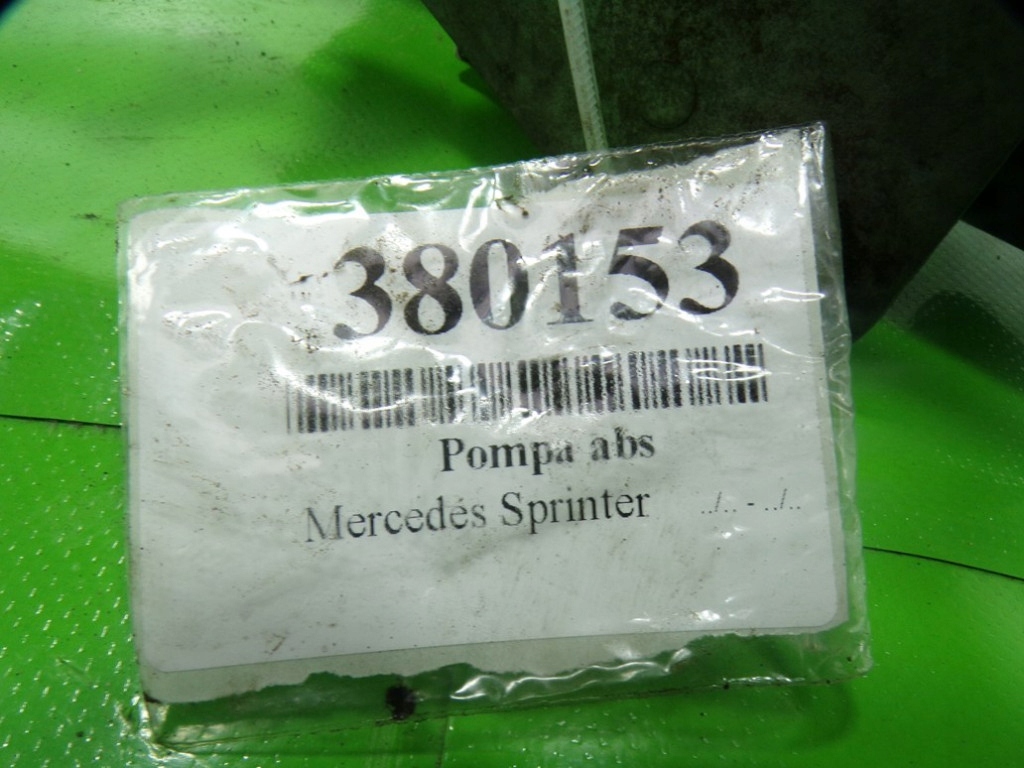 380153
Pompa abs
Mercedes Sprinter ../.. - ../..